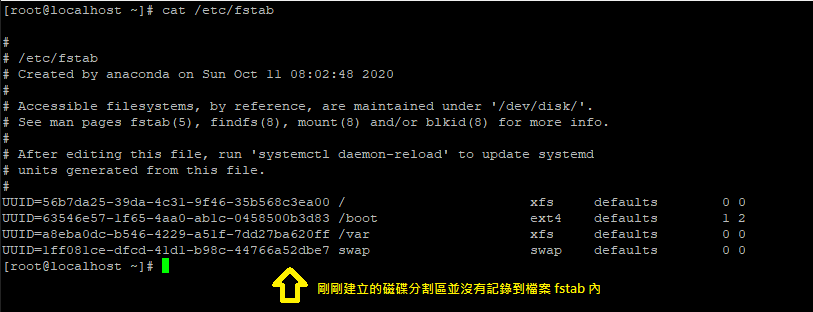 [root@localhost ~]# cat /etc/fstab
#
# /etc/fstab
# Created by anaconda on Sun Oct 11 08:02:48 2020
#
# Accessible filesystems, by reference, are maintained under '/dev/disk/'.
# See man pages fstab(5), findfs(8), mount(8) and/or blkid(8) for more info.
#
# After editing this file, run 'systemctl daemon-reload' to update systemd
# units generated from this file.
#
UUID=56b7da25-39da-4c31-9f46-35b568c3ea00 / xfs defaults 0 0
UUID=63546e57-1f65-4aa0-ab1c-0458500b3d83 /boot ext4 defaults 1 2
UUID=a8eba0dc-b546-4229-a51f-7dd27ba620ff /var xfs defaults 0 0
UUID=1ff081ce-dfcd-41d1-b98c-44766a52dbe7 swap swap defaults 0 0
[root@localhost ~]#
剛剛建立的磁碟分割區並沒有記錄到檔案 fstab 內